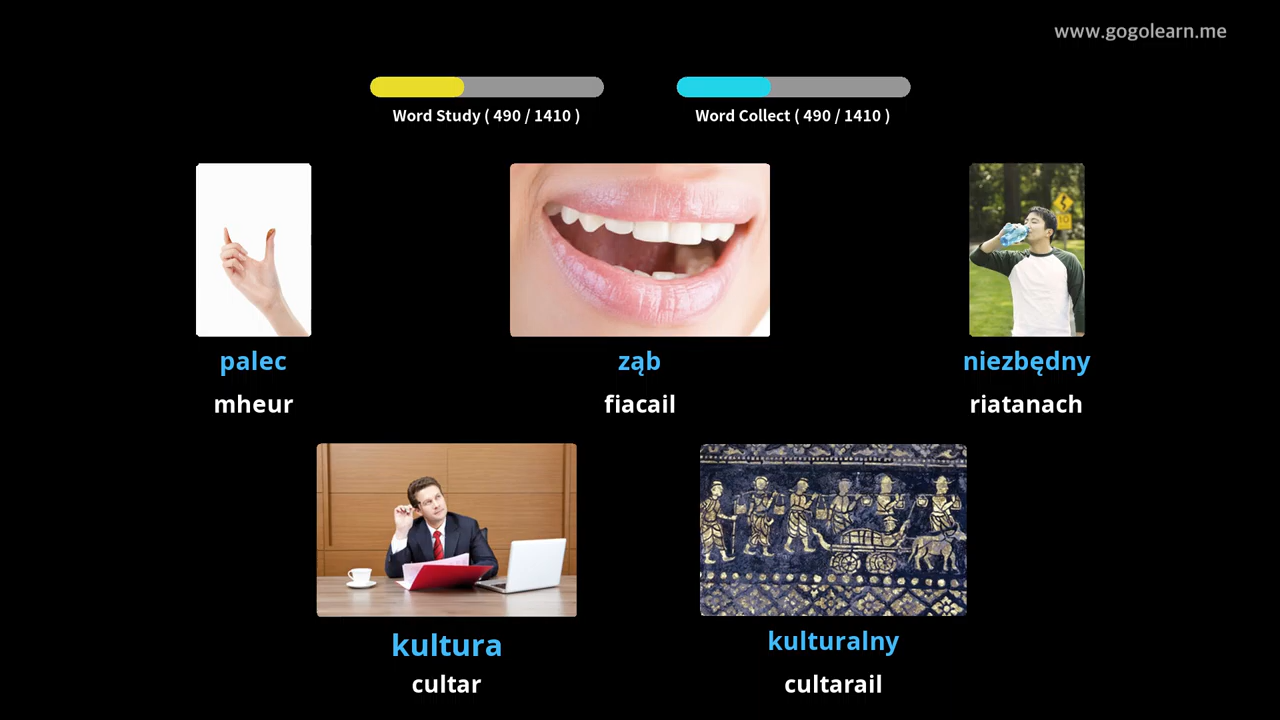 www.gogolearn.me
Word Study ( 490 / 1410 )
Word Collect ( 490 / 1410 )
palec
mheur
ząb
fiacail
niezbędny
riatanach
kultura
cultar
kulturalny
cultarail